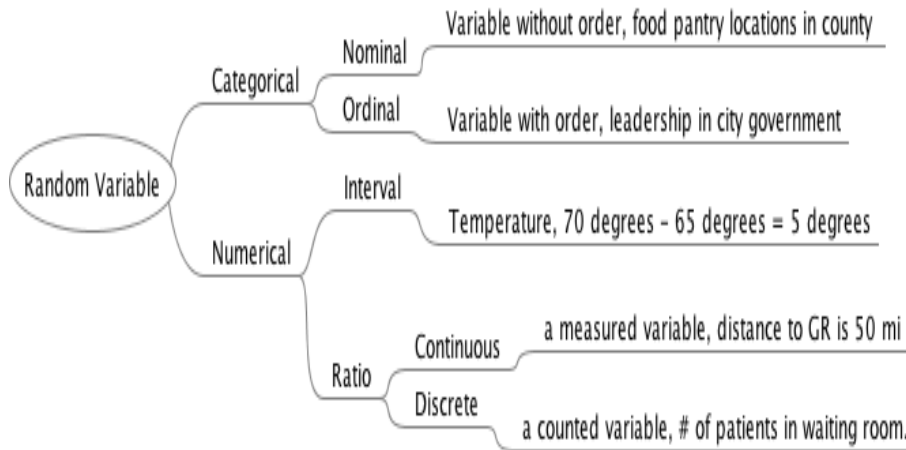 Variable without order, food pantry locations in county
Nominal
Categorical
Ordinal
Variable with order, leadership in city government
Random Variable
Interval
Temperature, 70 degrees - 65 degrees = 5 degrees
Numerical
a measured variable, distance to GR is 50 mi
Continuous
Ratio
Discrete
a counted variable, # of patients in waiting room.